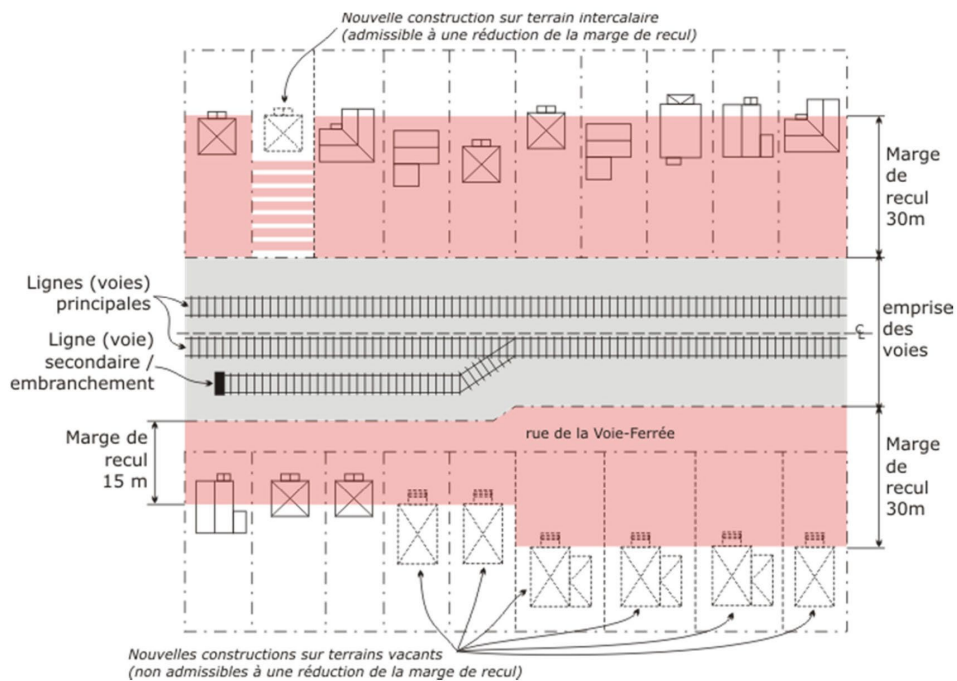 Nouvelle construction sur terrain intercalaire
(admissible à une réduction de la marge de recul)
Marge
de
recul
30m
Lignes (voies)
principales
Ligne (voie)
secondaire /
embranchement
emprise
des
voies
℄
Marge de
recul
15 m
rue de la Voie-Ferrée
Marge
de
recul
30m
Nouvelles constructions sur terrains vacants
(non admissibles à une réduction de la marge de recul)